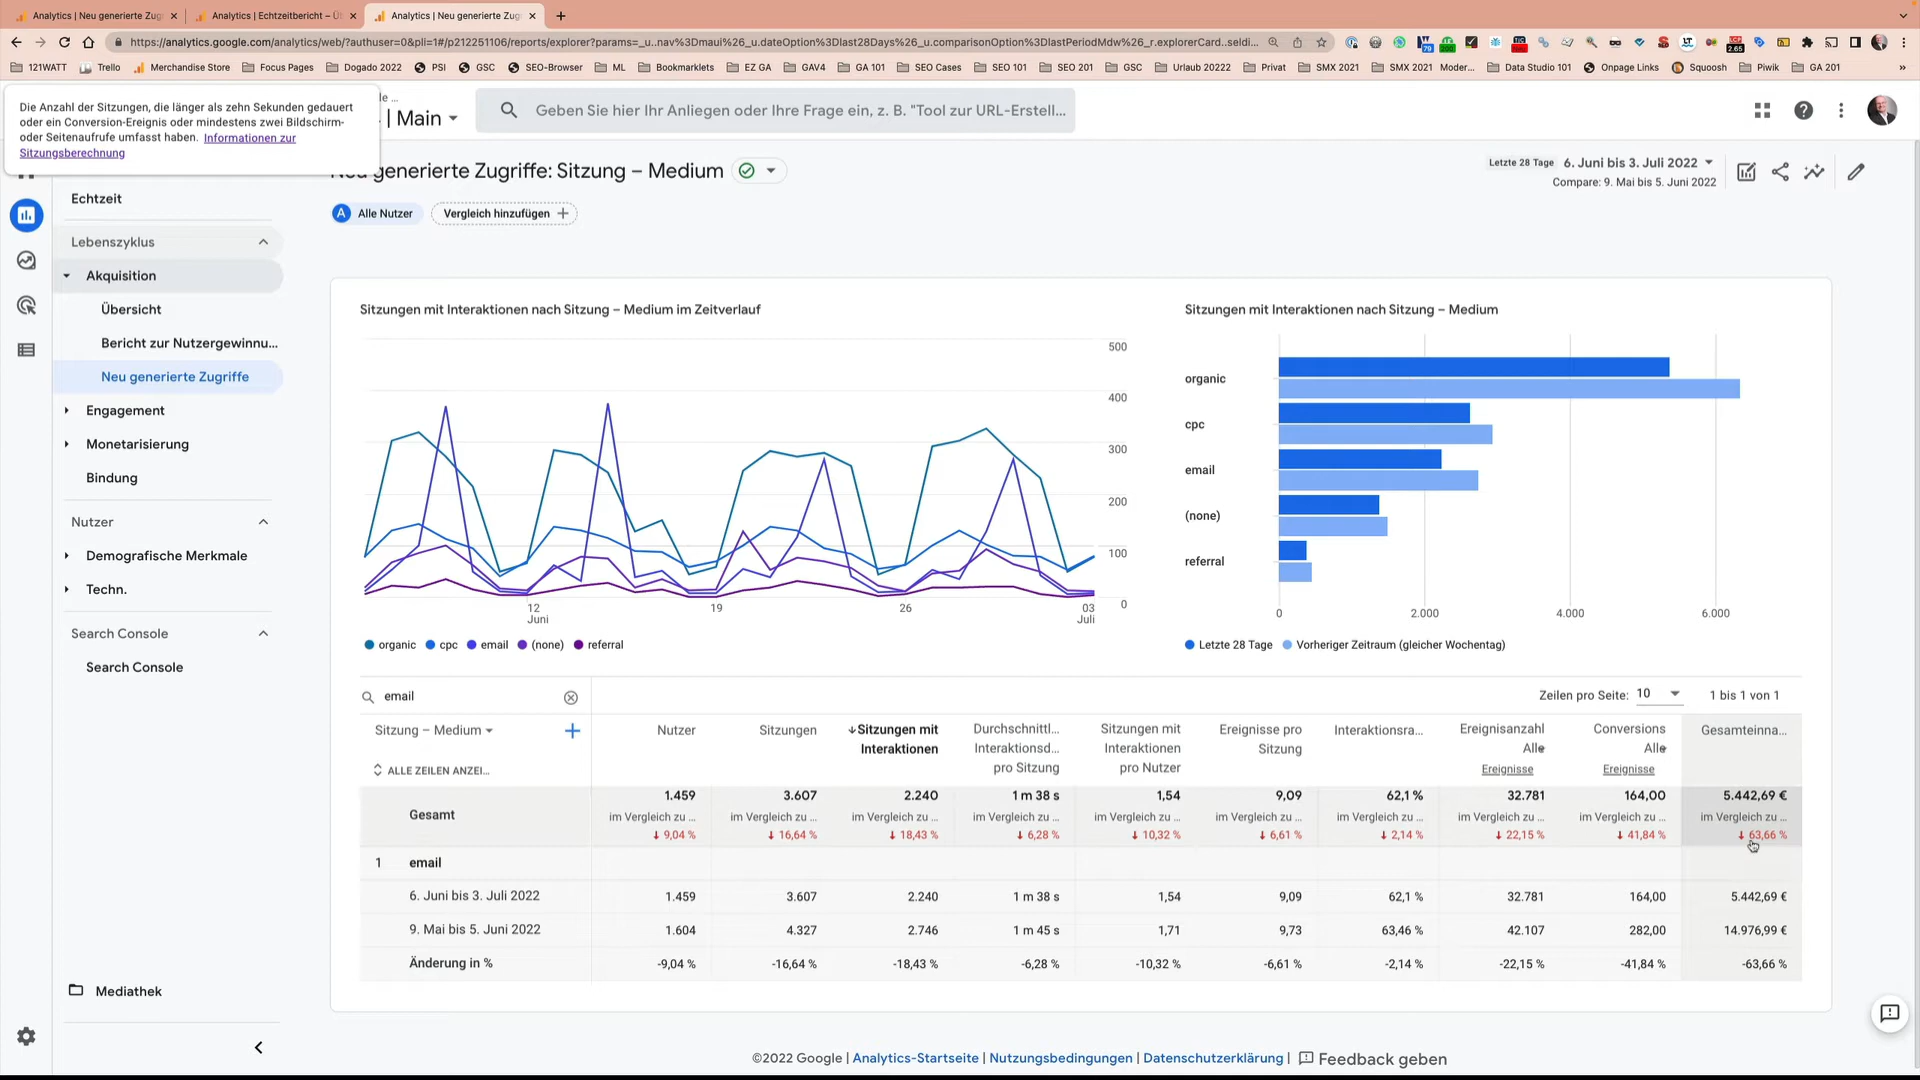 Analytics | Neu generierte Zug
Analytics | Echtzeitbericht –
Analytics | Neu generierte Zug
https://analytics.google.com/analytics/web/?authuser=0&pli=1#/p212251106/reports/explorer?params=_u..nav%3Dmaui%26_u.dateOption%3Dlast28Days%26_u.comparisonOption%3DlastPeriodMdw%26_r.explorerCard..seldi...
121WATT
Trello
Merchandise Store
Focus Pages
Dogado 2022
PSI
GSC
SEO-Browser
ML
Bookmarklets
EZ GA
GAV4
GA 101
SEO Cases
SEO 101
SEO 201
GSC
Urlaub 20222
Privat
SMX 2021
SMX 2021 Moder...
Data Studio 101
Onpage Links
Squoosh
Piwik
GA 201
»
Die Anzahl der Sitzungen, die länger als zehn Sekunden gedauert
oder ein Conversion-Ereignis oder mindestens zwei Bildschirm-
oder Seitenaufrufe umfasst haben. Informationen zur
Sitzungsberechnung
le ...
| Main
Geben Sie hier Ihr Anliegen oder Ihre Frage ein, z. B. "Tool zur URL-Erstell...
Neu generierte Zugriffe: Sitzung – Medium
Letzte 28 Tage 6. Juni bis 3. Juli 2022
Compare: 9. Mai bis 5. Juni 2022
A Alle Nutzer
Vergleich hinzufügen
Echtzeit
Lebenszyklus
Akquisition
Übersicht
Bericht zur Nutzergewinnu...
Neu generierte Zugriffe
Engagement
Monetarisierung
Bindung
Nutzer
Demografische Merkmale
Techn.
Search Console
Search Console
Mediathek
Sitzungen mit Interaktionen nach Sitzung – Medium im Zeitverlauf
500
400
300
200
100
0
12
Juni
19
26
03
Juli
organic
cpc
email
(none)
referral
Sitzungen mit Interaktionen nach Sitzung – Medium
organic
cpc
email
(none)
referral
0
2.000
4.000
6.000
Letzte 28 Tage
Vorheriger Zeitraum (gleicher Wochentag)
email
Zeilen pro Seite: 10
1 bis 1 von 1
Sitzung – Medium
ALLE ZEILEN ANZEI...
Nutzer
Sitzungen
Sitzungen mit
Interaktionen
Durchschnittl...
Interaktionsd...
pro Sitzung
Sitzungen mit
Interaktionen
pro Nutzer
Ereignisse pro
Sitzung
Interaktionsra...
Ereignisanzahl
Alle
Ereignisse
Conversions
Alle
Ereignisse
Gesamteinna...
Gesamt 1.459 3.607 2.240 1 m 38 s 1,54 9,09 62,1 % 32.781 164,00 5.442,69 €
im Vergleich zu ... im Vergleich zu ... im Vergleich zu ... im Vergleich zu ... im Vergleich zu ... im Vergleich zu ... im Vergleich zu ... im Vergleich zu ... im Vergleich zu ... im Vergleich zu ...
↓ 9,04 % ↓ 16,64 % ↓ 18,43 % ↓ 6,28 % ↓ 10,32 % ↓ 6,61 % ↓ 2,14 % ↓ 22,15 % ↓ 41,84 % ↓ 63,66 %
1 email
6. Juni bis 3. Juli 2022 1.459 3.607 2.240 1 m 38 s 1,54 9,09 62,1 % 32.781 164,00 5.442,69 €
9. Mai bis 5. Juni 2022 1.604 4.327 2.746 1 m 45 s 1,71 9,73 63,46 % 42.107 282,00 14.976,99 €
Änderung in % -9,04 % -16,64 % -18,43 % -6,28 % -10,32 % -6,61 % -2,14 % -22,15 % -41,84 % -63,66 %
©2022 Google | Analytics-Startseite | Nutzungsbedingungen | Datenschutzerklärung | Feedback geben